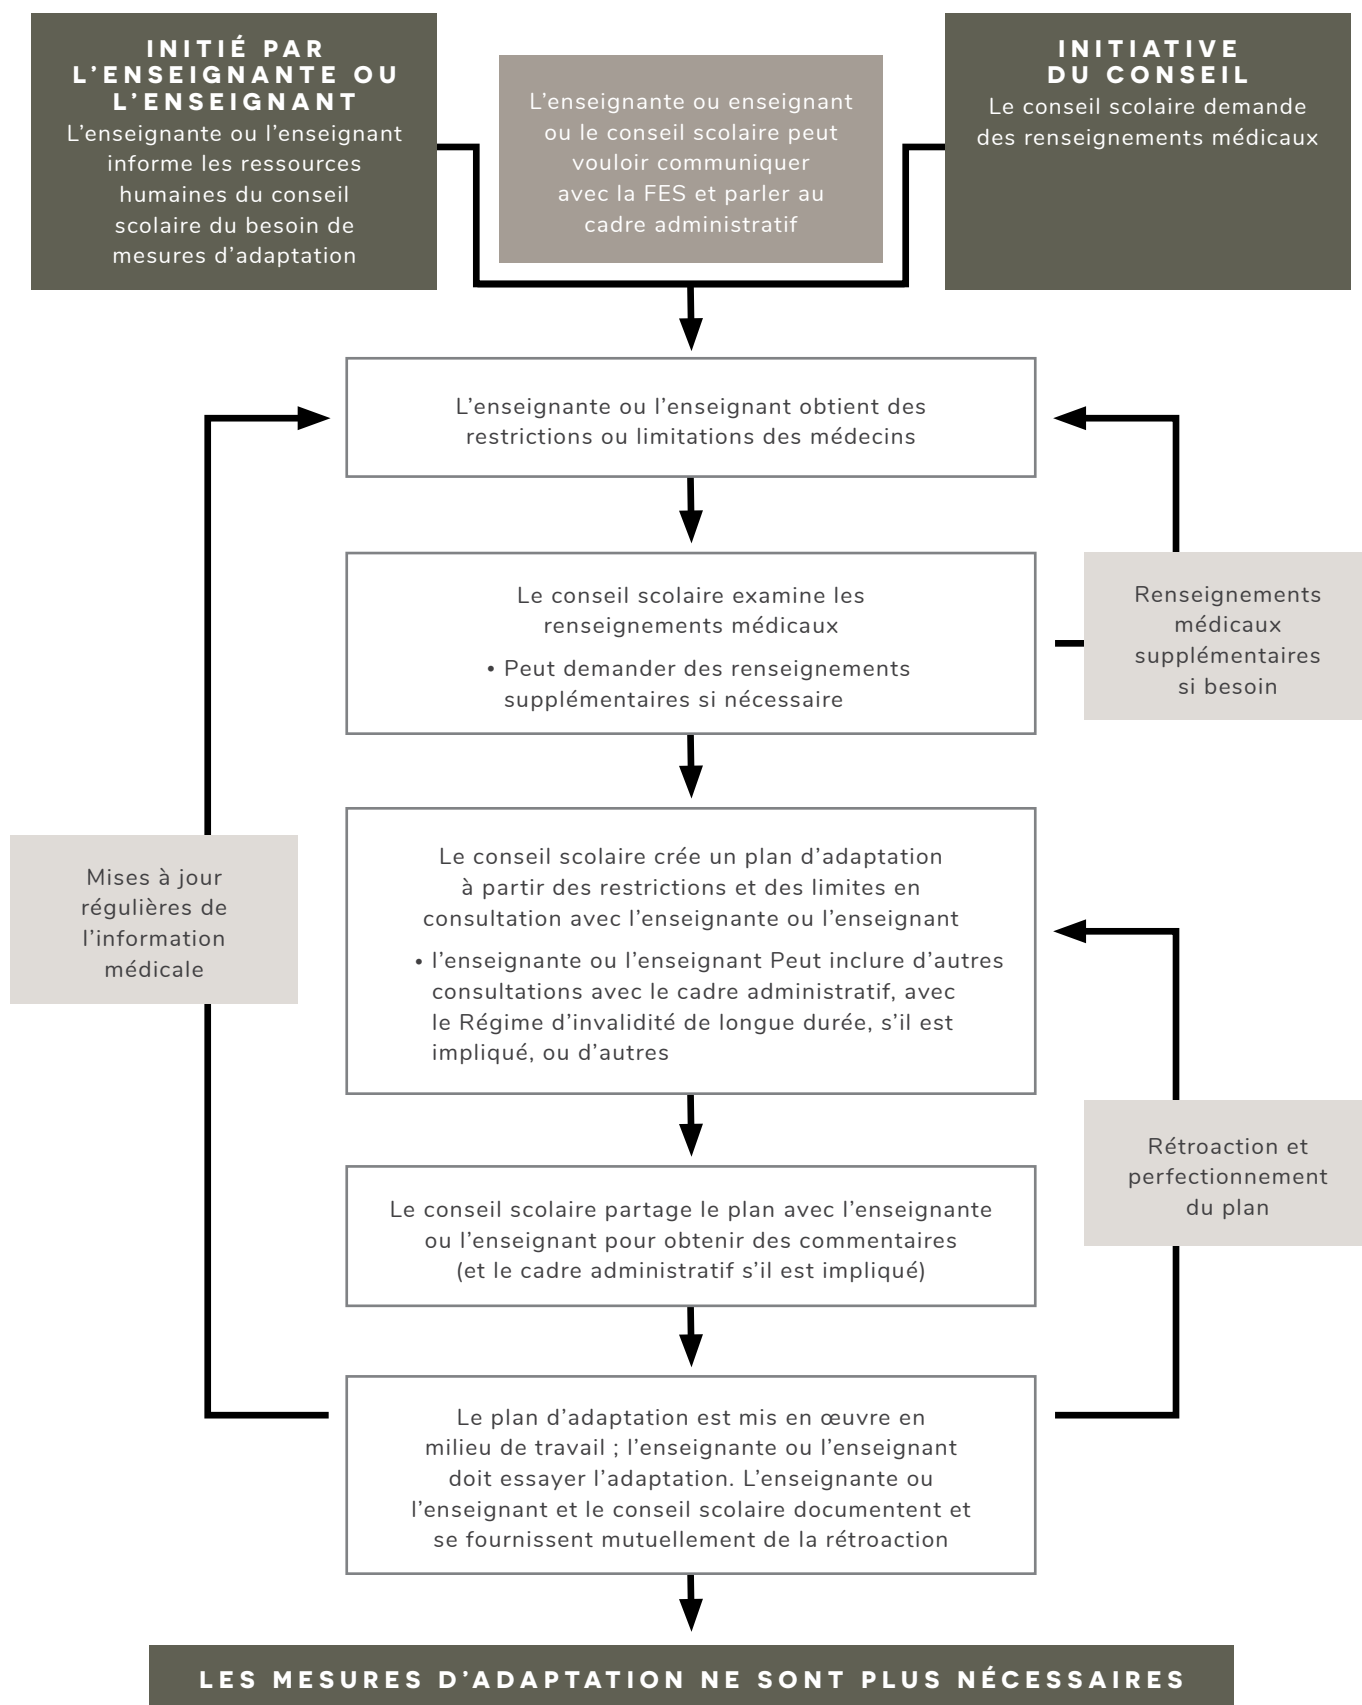 INITIÉ PAR
L’ENSEIGNANTE OU
L’ENSEIGNANT
L’enseignante ou l’enseignant
informe les ressources
humaines du conseil
scolaire du besoin de
mesures d’adaptation
L’enseignante ou enseignant
ou le conseil scolaire peut
vouloir communiquer
avec la FES et parler au
cadre administratif
INITIATIVE
DU CONSEIL
Le conseil scolaire demande
des renseignements médicaux
L’enseignante ou l’enseignant obtient des
restrictions ou limitations des médecins
Le conseil scolaire examine les
renseignements médicaux
• Peut demander des renseignements
supplémentaires si nécessaire
Renseignements
médicaux
supplémentaires
si besoin
Le conseil scolaire crée un plan d’adaptation
à partir des restrictions et des limites en
consultation avec l’enseignante ou l’enseignant
• l’enseignante ou l’enseignant Peut inclure d’autres
consultations avec le cadre administratif, avec
le Régime d’invalidité de longue durée, s’il est
impliqué, ou d’autres
Mises à jour
régulières de
l’information
médicale
Rétroaction et
perfectionnement
du plan
Le conseil scolaire partage le plan avec l’enseignante
ou l’enseignant pour obtenir des commentaires
(et le cadre administratif s’il est impliqué)
Le plan d’adaptation est mis en œuvre en
milieu de travail ; l’enseignante ou l’enseignant
doit essayer l’adaptation. L’enseignante ou
l’enseignant et le conseil scolaire documentent et
se fournissent mutuellement de la rétroaction
LES MESURES D’ADAPTATION NE SONT PLUS NÉCESSAIRES